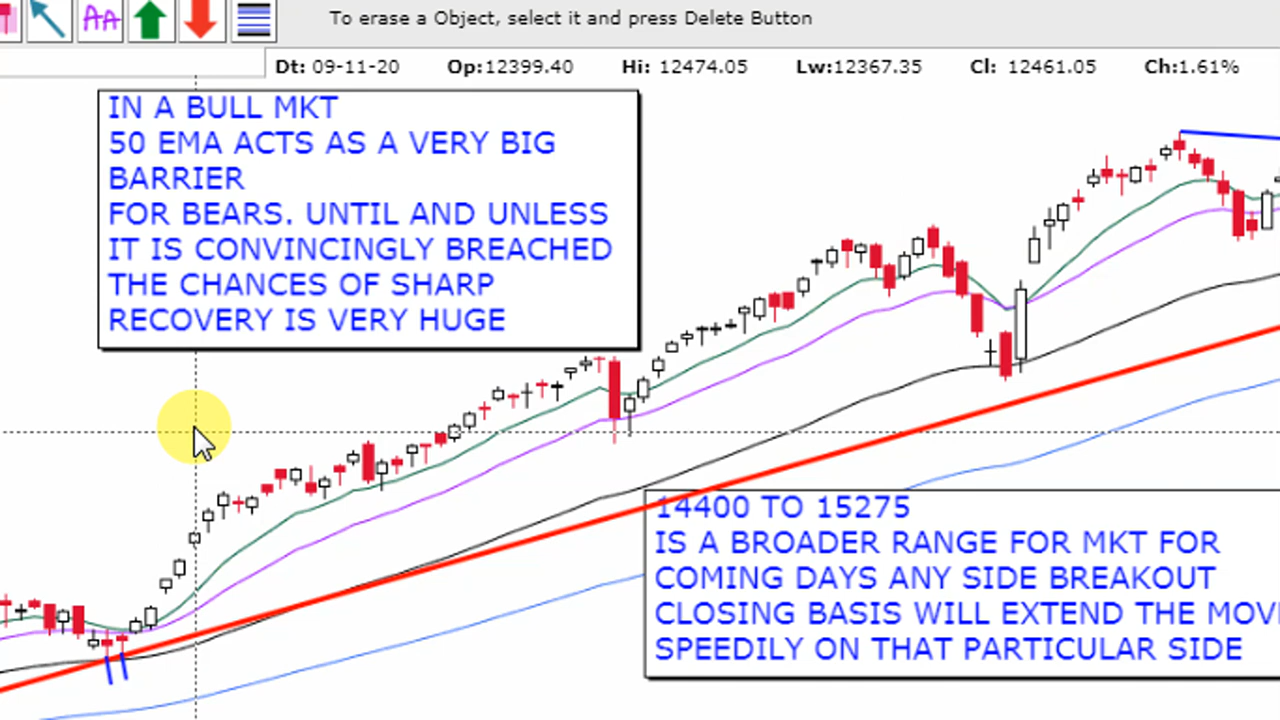 AA
To erase a Object, select it and press Delete Button
Dt: 09-11-20 Op:12399.40 Hi: 12474.05 Lw:12367.35 Cl: 12461.05 Ch:1.61%
IN A BULL MKT
50 EMA ACTS AS A VERY BIG
BARRIER
FOR BEARS. UNTIL AND UNLESS
IT IS CONVINCINGLY BREACHED
THE CHANCES OF SHARP
RECOVERY IS VERY HUGE
14400 TO 15275
IS A BROADER RANGE FOR MKT FOR
COMING DAYS ANY SIDE BREAKOUT
CLOSING BASIS WILL EXTEND THE MOV
SPEEDILY ON THAT PARTICULAR SIDE